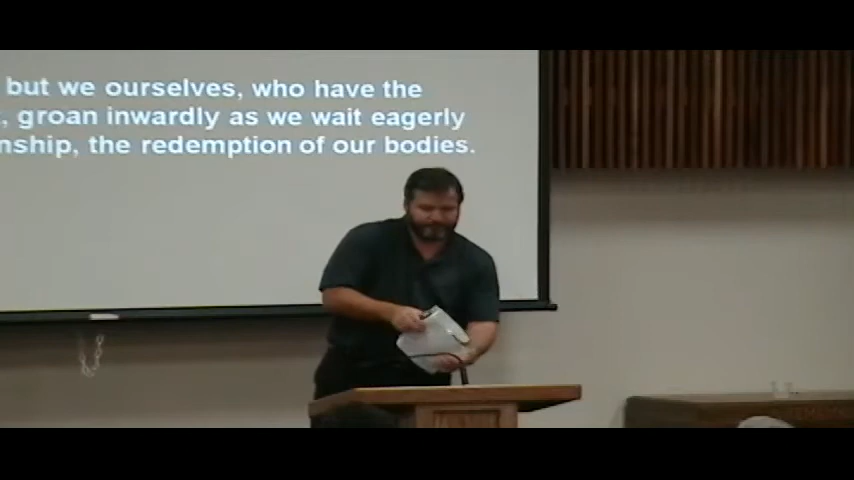 but we ourselves, who have the
, groan inwardly as we wait eagerly
nship, the redemption of our bodies.